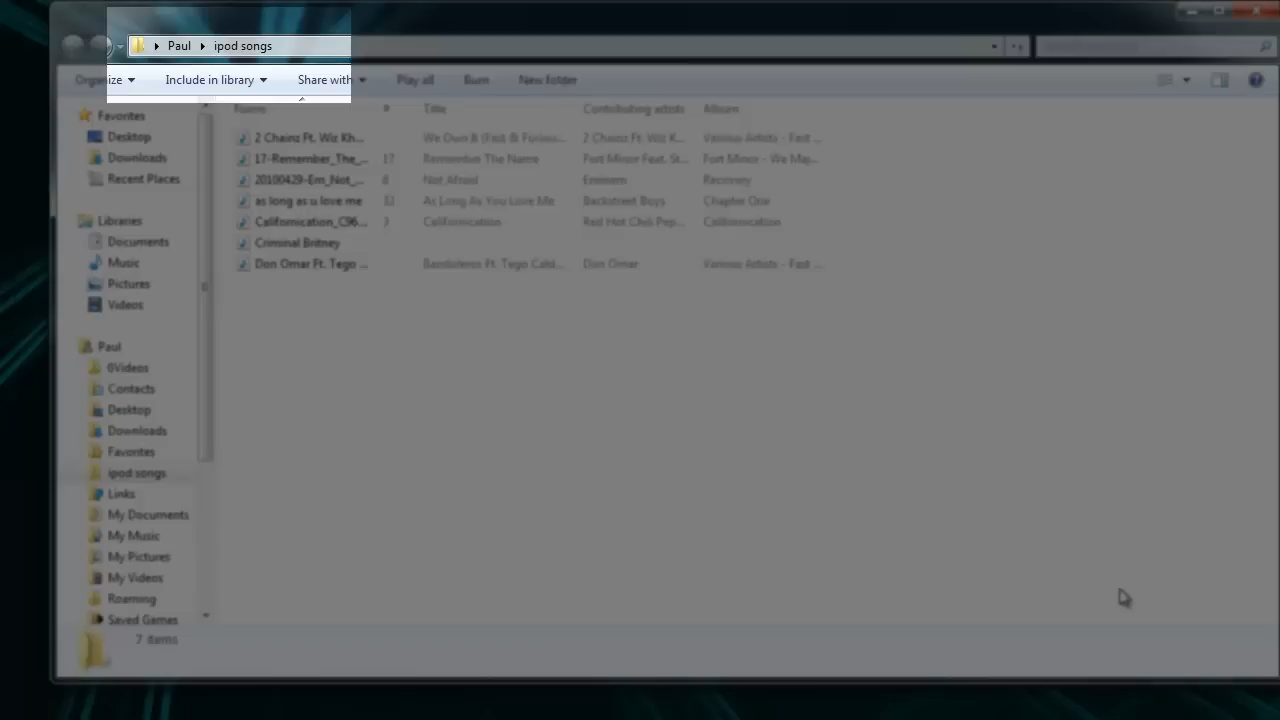 Paul ipod songs
Organize Include in library Share with Play all Burn New folder
Name # Title Contributing artists Album
Favorites
Desktop
Downloads
Recent Places
Libraries
Documents
Music
Pictures
Videos
Paul
0Videos
Contacts
Desktop
Downloads
Favorites
ipod songs
Links
My Documents
My Music
My Pictures
My Videos
Roaming
Saved Games
2 Chainz Ft. Wiz Kh... We Own It (Fast & Furiou... 2 Chainz Ft. Wiz K... Various Artists - Fast ...
17-Remember_The_... 17 Remember The Name Fort Minor Feat. St... Fort Minor - We Maj...
20100429-Em_Not_... 6 Not Afraid Eminem Recovery
as long as u love me As Long As You Love Me Backstreet Boys Chapter One
Californication_C96... Californication Red Hot Chili Pep... Californication
Criminal Britney
Don Omar Ft. Tego ... Bandoleros Ft. Tego Cald... Don Omar Various Artists - Fast ...
7 items